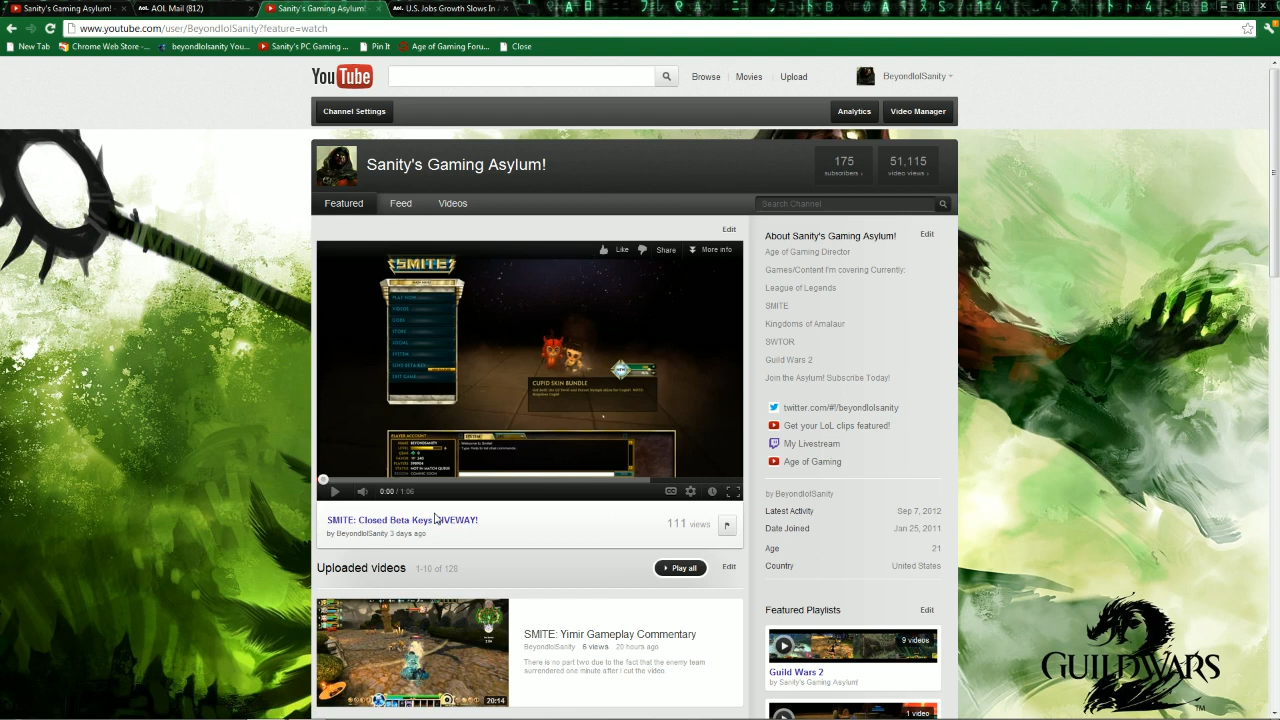 Sanity's Gaming Asylum! -
AOL Mail (812)
Sanity's Gaming Asylum! -
U.S. Jobs Growth Slows In
www.youtube.com/user/BeyondlolSanity?feature=watch
New Tab
Chrome Web Store -...
beyondlolsanity You...
Sanity's PC Gaming ...
Pin It
Age of Gaming Foru...
Close
YouTube
Browse
Movies
Upload
BeyondlolSanity
Channel Settings
Analytics
Video Manager
Sanity's Gaming Asylum!
175
subscribers ›
51,115
video views ›
Featured
Feed
Videos
Search Channel
Edit
Like
Share
More info
SMITE
VIDEOS
STORE
SOCIAL
SYSTEM
EXIT GAME
CUPID SKIN BUNDLE
PLAYER ACCOUNT
0:00 / 1:06
SMITE: Closed Beta Keys GIVEWAY!
by BeyondlolSanity 3 days ago
111 views
Uploaded videos 1-10 of 128
Play all
Edit
SMITE: Yimir Gameplay Commentary
BeyondlolSanity 6 views 20 hours ago
There is no part two due to the fact that the enemy team
surrendered one minute after I cut the video.
20:14
About Sanity's Gaming Asylum!
Edit
Age of Gaming Director
Games/Content I'm covering Currently:
League of Legends
SMITE
Kingdoms of Amalaur
SWTOR
Guild Wars 2
Join the Asylum! Subscribe Today!
twitter.com/#!/beyondlolsanity
Get your LoL clips featured!
My Livestream
Age of Gaming
by BeyondlolSanity
Latest Activity Sep 7, 2012
Date Joined Jan 25, 2011
Age 21
Country United States
Featured Playlists
Edit
9 videos
Guild Wars 2
by Sanity's Gaming Asylum!
1 video
GUILDWARS
TM